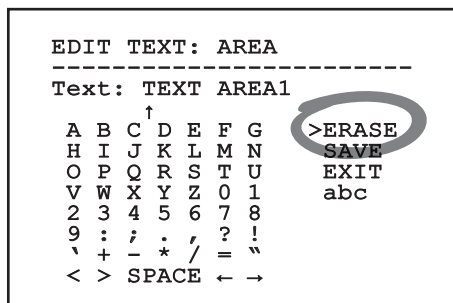 EDIT TEXT: AREA
------------------------
Text: TEXT AREA1
↑
A B C D E F G >ERASE
H I J K L M N SAVE
O P Q R S T U EXIT
V W X Y Z 0 1 abc
2 3 4 5 6 7 8
9 : ; . , ? !
‵ + - * / = ‶
< > SPACE ← →